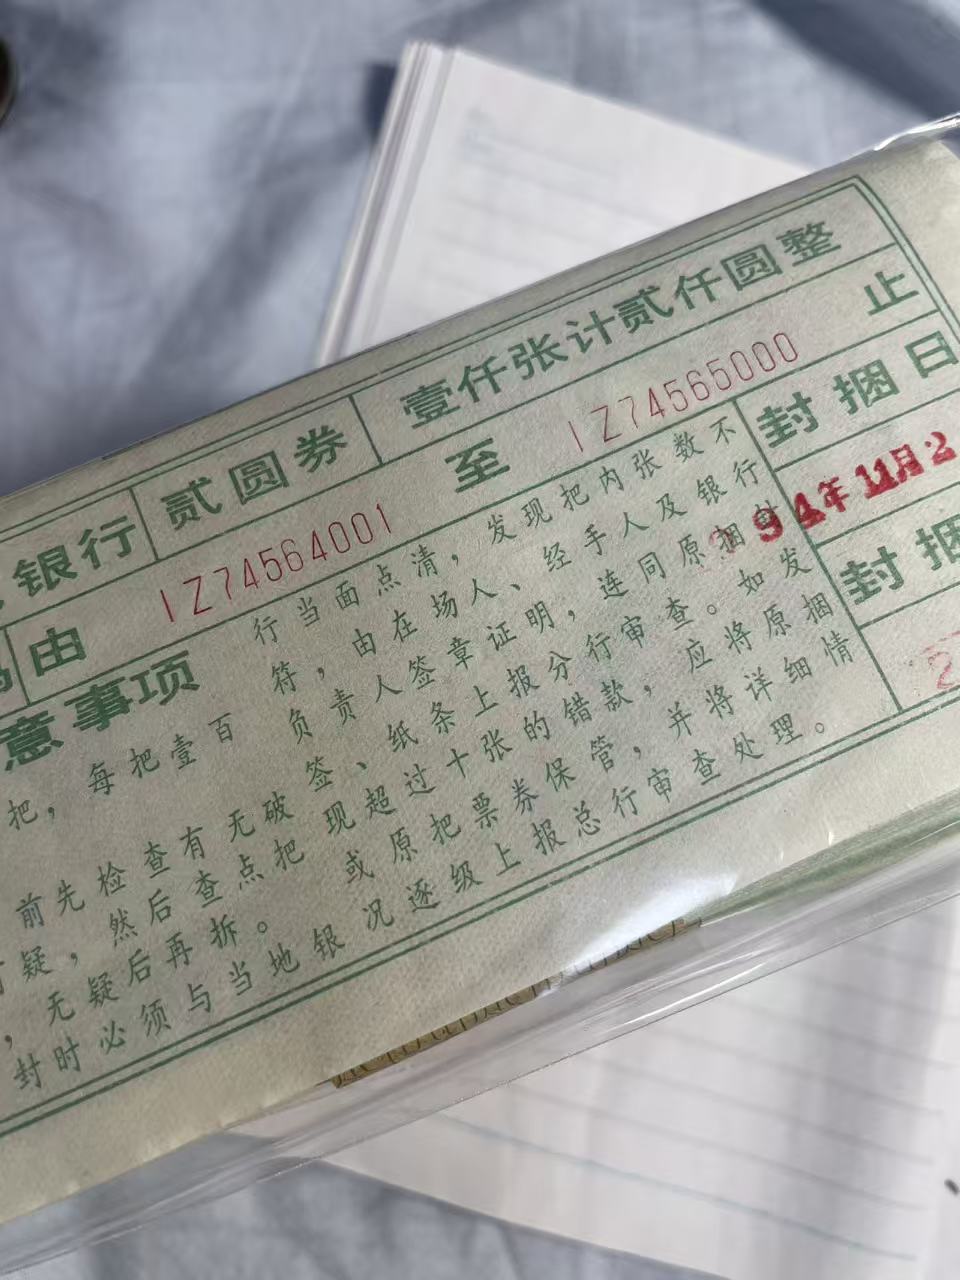 银行 贰圆券 壹仟张计贰仟圆整
由 IZ74564001 至 IZ74565000 止
意事项
把，每把壹百
前先检查有无破
疑，然后查点把
，无疑后再拆。
封时必须与当地银
行当面点清，发现把内张数不
符，由在场人、经手人及银行
负责人签章证明，连同原捆封
签、纸条上报分行审查。如发
现超过十张的错款，应将原捆
或原把票券保管，并将详细情
况逐级上报总行审查处理。
封捆日
94年11月2
封捆